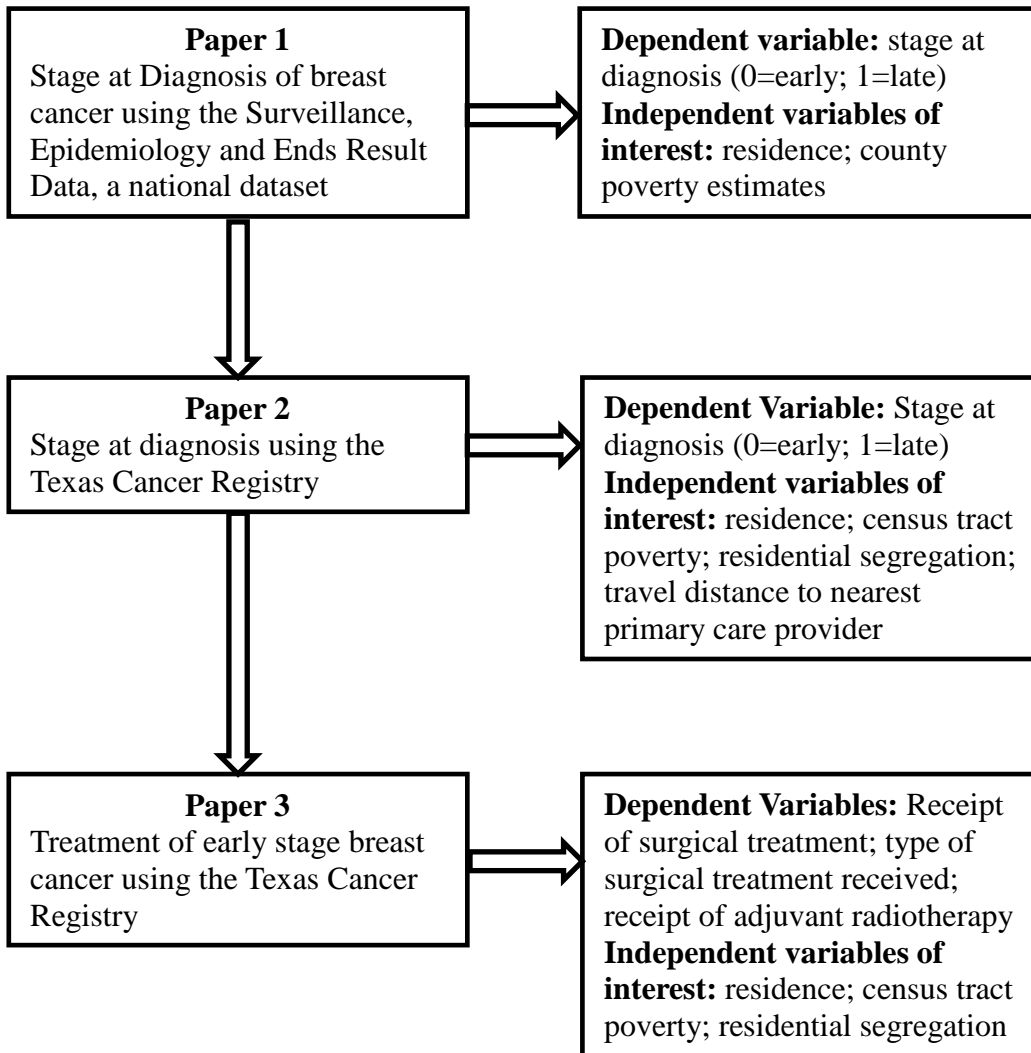 Paper 1
Stage at Diagnosis of breast
cancer using the Surveillance,
Epidemiology and Ends Result
Data, a national dataset
Dependent variable: stage at
diagnosis (0=early; 1=late)
Independent variables of
interest: residence; county
poverty estimates
Paper 2
Stage at diagnosis using the
Texas Cancer Registry
Dependent Variable: Stage at
diagnosis (0=early; 1=late)
Independent variables of
interest: residence; census tract
poverty; residential segregation;
travel distance to nearest
primary care provider
Paper 3
Treatment of early stage breast
cancer using the Texas Cancer
Registry
Dependent Variables: Receipt
of surgical treatment; type of
surgical treatment received;
receipt of adjuvant radiotherapy
Independent variables of
interest: residence; census tract
poverty; residential segregation